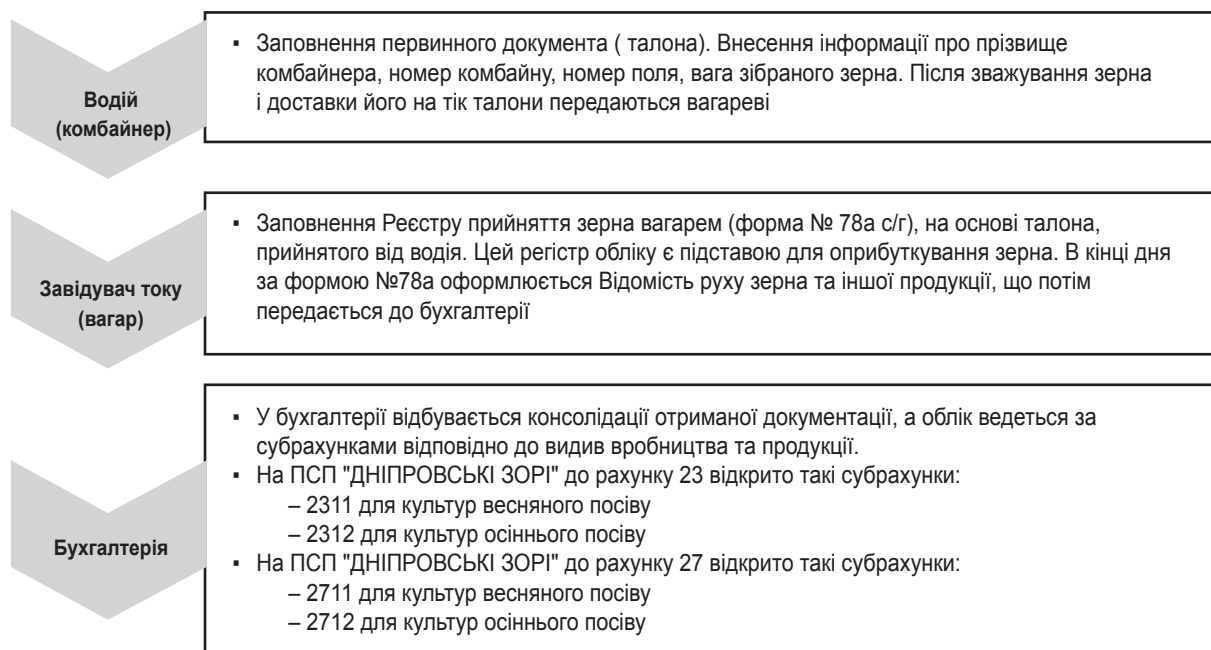 Водій
(комбайнер)
▪ Заповнення первинного документа ( талона). Внесення інформації про прізвище
комбайнера, номер комбайну, номер поля, вага зібраного зерна. Після зважування зерна
і доставки його на тік талони передаються вагареві
Завідувач току
(вагар)
▪ Заповнення Реєстру прийняття зерна вагарем (форма № 78а с/г), на основі талона,
прийнятого від водія. Цей регістр обліку є підставою для оприбуткування зерна. В кінці дня
за формою №78а оформлюється Відомість руху зерна та іншої продукції, що потім
передається до бухгалтерії
Бухгалтерія
▪ У бухгалтерії відбувається консолідації отриманої документації, а облік ведеться за
субрахунками відповідно до видив вробництва та продукції.
▪ На ПСП "ДНІПРОВСЬКІ ЗОРІ" до рахунку 23 відкрито такі субрахунки:
– 2311 для культур весняного посіву
– 2312 для культур осіннього посіву
▪ На ПСП "ДНІПРОВСЬКІ ЗОРІ" до рахунку 27 відкрито такі субрахунки:
– 2711 для культур весняного посіву
– 2712 для культур осіннього посіву